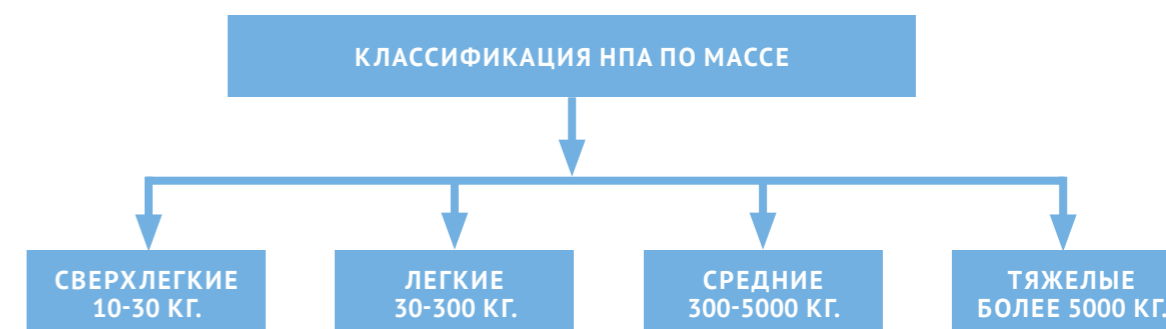 КЛАССИФИКАЦИЯ НПА ПО МАССЕ
СВЕРХЛЕГКИЕ
10-30 КГ.
ЛЕГКИЕ
30-300 КГ.
СРЕДНИЕ
300-5000 КГ.
ТЯЖЕЛЫЕ
БОЛЕЕ 5000 КГ.